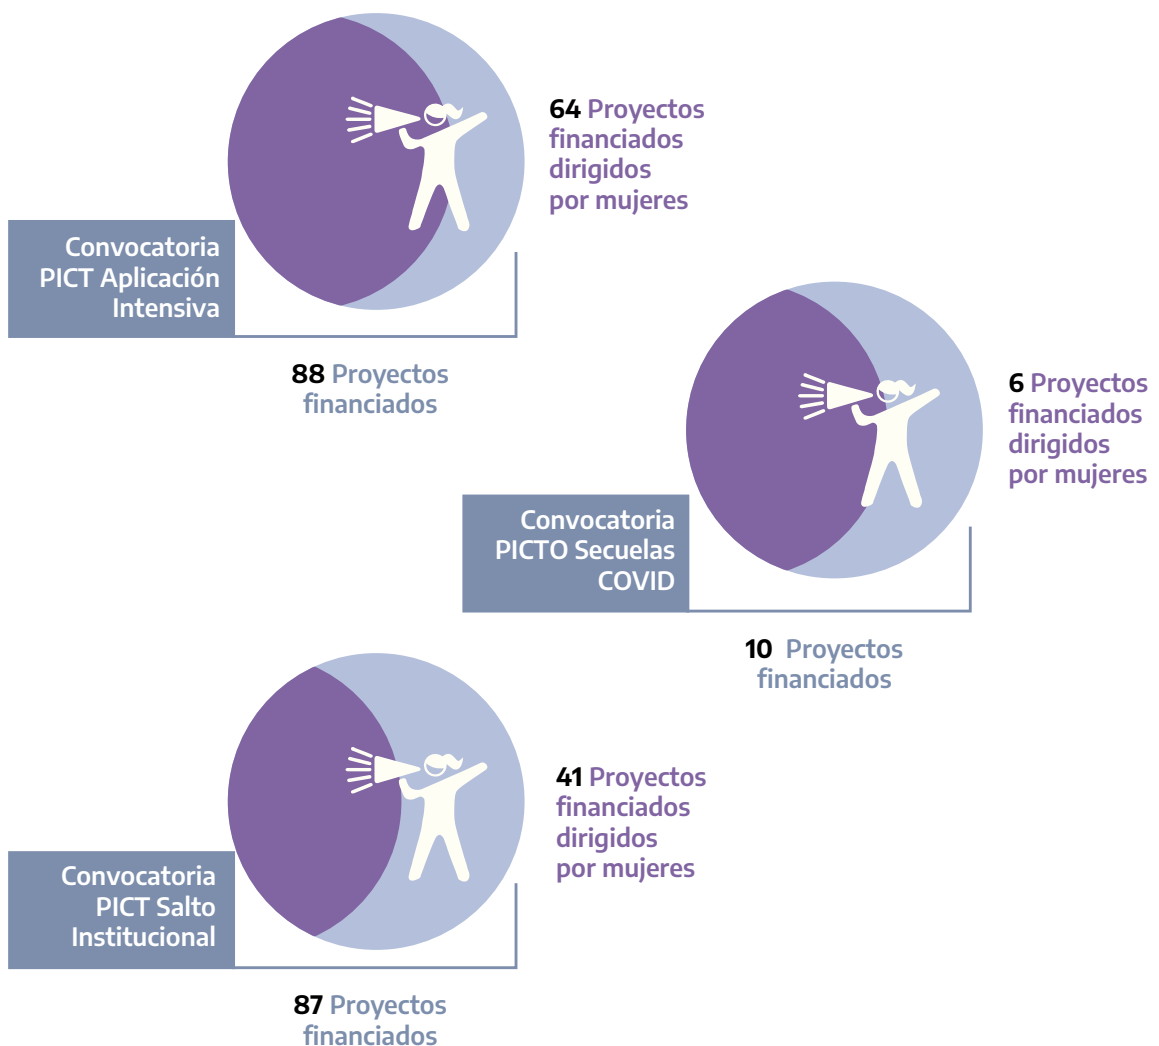 64 Proyectos
financiados
dirigidos
por mujeres
Convocatoria
PICT Aplicación
Intensiva
88 Proyectos
financiados
6 Proyectos
financiados
dirigidos
por mujeres
Convocatoria
PICTO Secuelas
COVID
10 Proyectos
financiados
41 Proyectos
financiados
dirigidos
por mujeres
Convocatoria
PICT Salto
Institucional
87 Proyectos
financiados